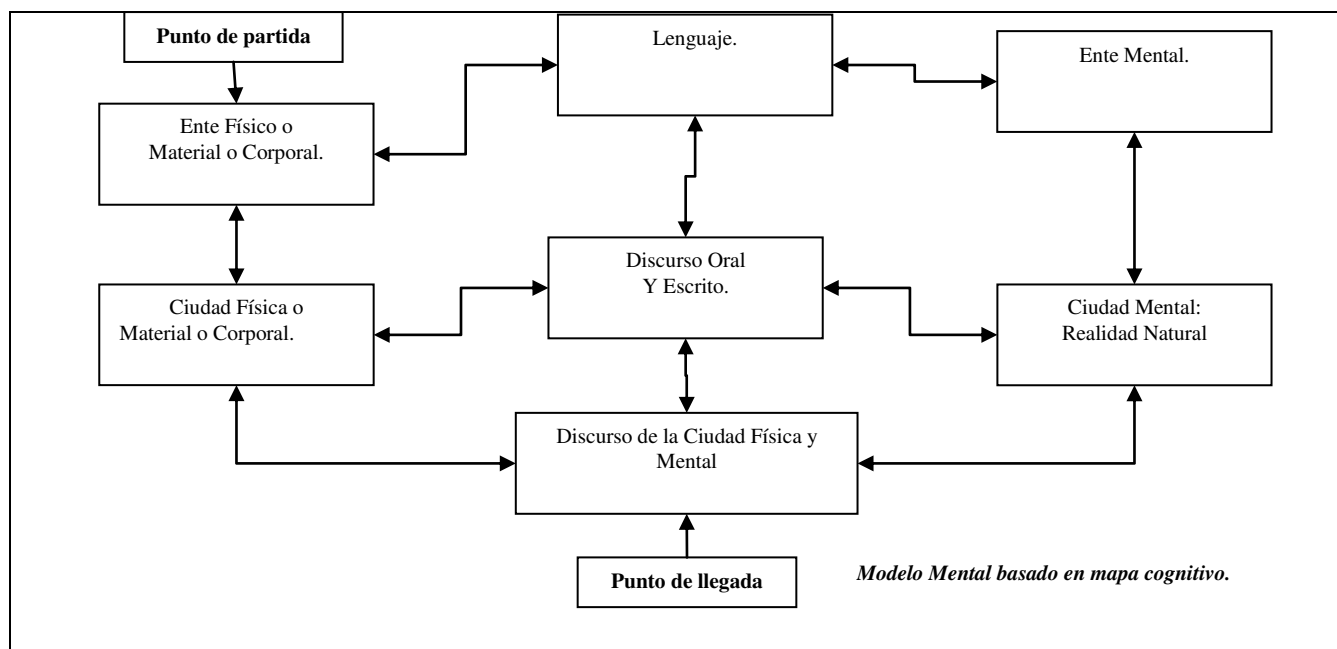 Punto de partida
Lenguaje.
Ente Mental.
Ente Físico o
Material o Corporal.
Discurso Oral
Y Escrito.
Ciudad Física o
Material o Corporal.
Ciudad Mental:
Realidad Natural
Discurso de la Ciudad Física y
Mental
Punto de llegada
Modelo Mental basado en mapa cognitivo.